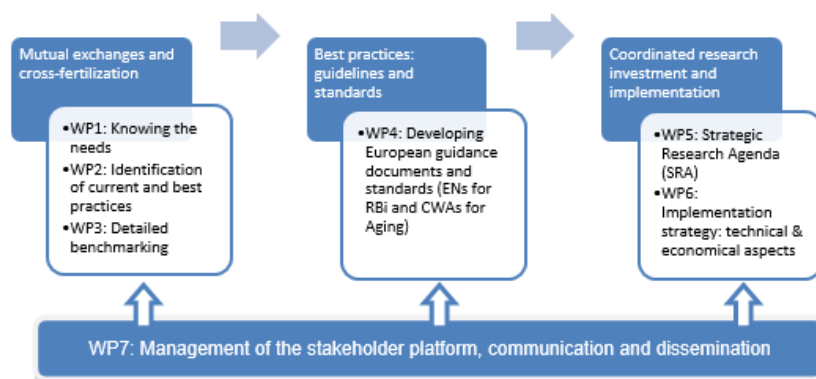 Mutual exchanges and
cross-fertilization
•WP1: Knowing the
needs
•WP2: Identification
of current and best
practices
•WP3: Detailed
benchmarking
Best practices:
guidelines and
standards
•WP4: Developing
European guidance
documents and
standards (ENs for
RBi and CWAs for
Aging)
Coordinated research
investment and
implementation
•WP5: Strategic
Research Agenda
(SRA)
•WP6:
Implementation
strategy: technical &
economical aspects
WP7: Management of the stakeholder platform, communication and dissemination